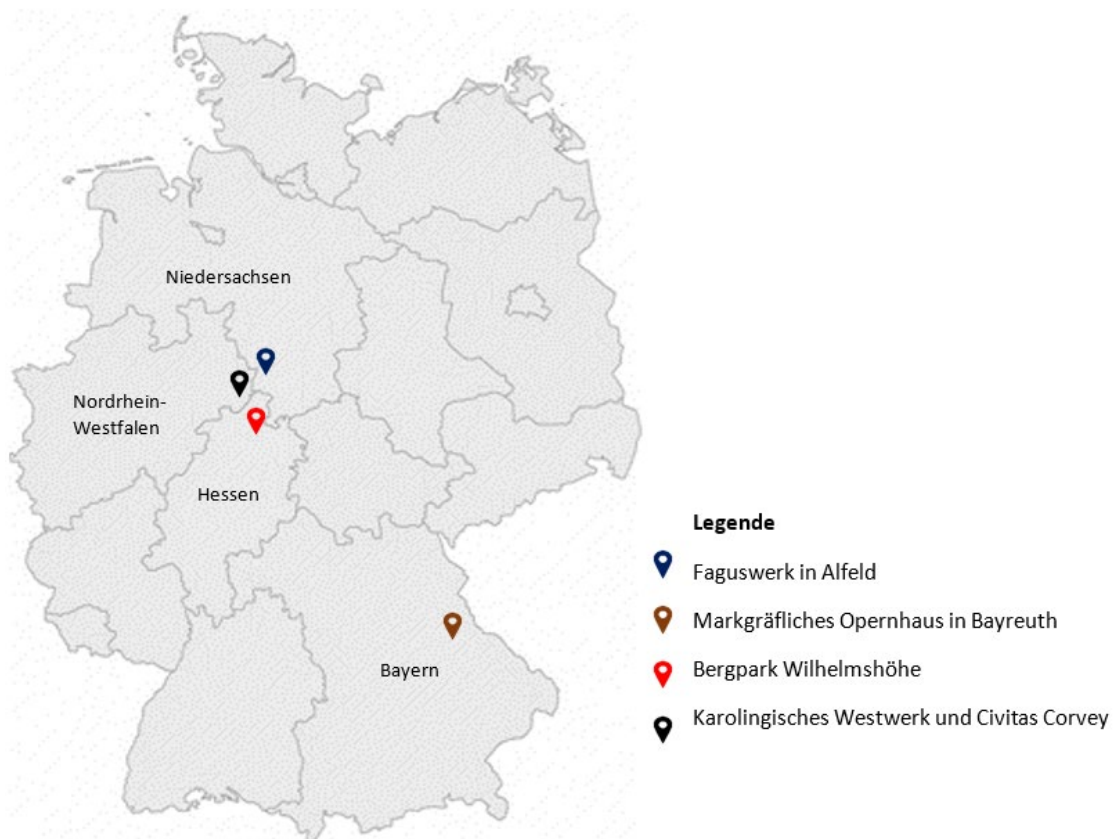 Niedersachsen
Nordrhein-
Westfalen
Hessen
Bayern
Legende
Faguswerk in Alfeld
Markgräfliches Opernhaus in Bayreuth
Bergpark Wilhelmshöhe
Karolingisches Westwerk und Civitas Corvey